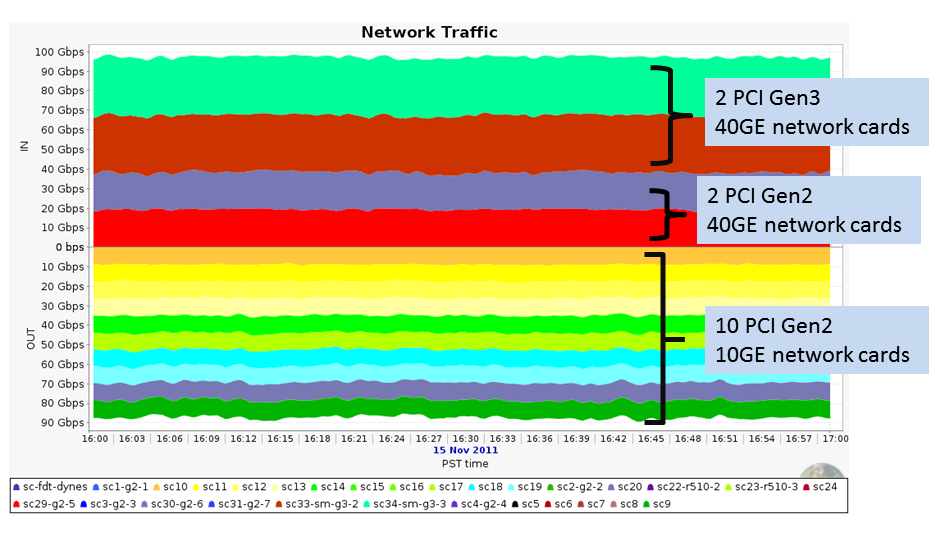 Network Traffic
100 Gbps
90 Gbps
80 Gbps
70 Gbps
60 Gbps
50 Gbps
40 Gbps
30 Gbps
20 Gbps
10 Gbps
0 bps
10 Gbps
20 Gbps
30 Gbps
40 Gbps
50 Gbps
60 Gbps
70 Gbps
80 Gbps
90 Gbps
IN
OUT
2 PCI Gen3
40GE network cards
2 PCI Gen2
40GE network cards
10 PCI Gen2
10GE network cards
16:00 16:03 16:06 16:09 16:12 16:15 16:18 16:21 16:24 16:27 16:30 16:33 16:36 16:39 16:42 16:45 16:48 16:51 16:54 16:57 17:00
15 Nov 2011
PST time
sc-fdt-dynes sc1-g2-1 sc10 sc11 sc12 sc13 sc14 sc15 sc16 sc17 sc18 sc19 sc2-g2-2 sc20 sc22-r510-2 sc23-r510-3 sc24
sc29-g2-5 sc3-g2-3 sc30-g2-6 sc31-g2-7 sc33-sm-g3-2 sc34-sm-g3-3 sc4-g2-4 sc5 sc6 sc7 sc8 sc9